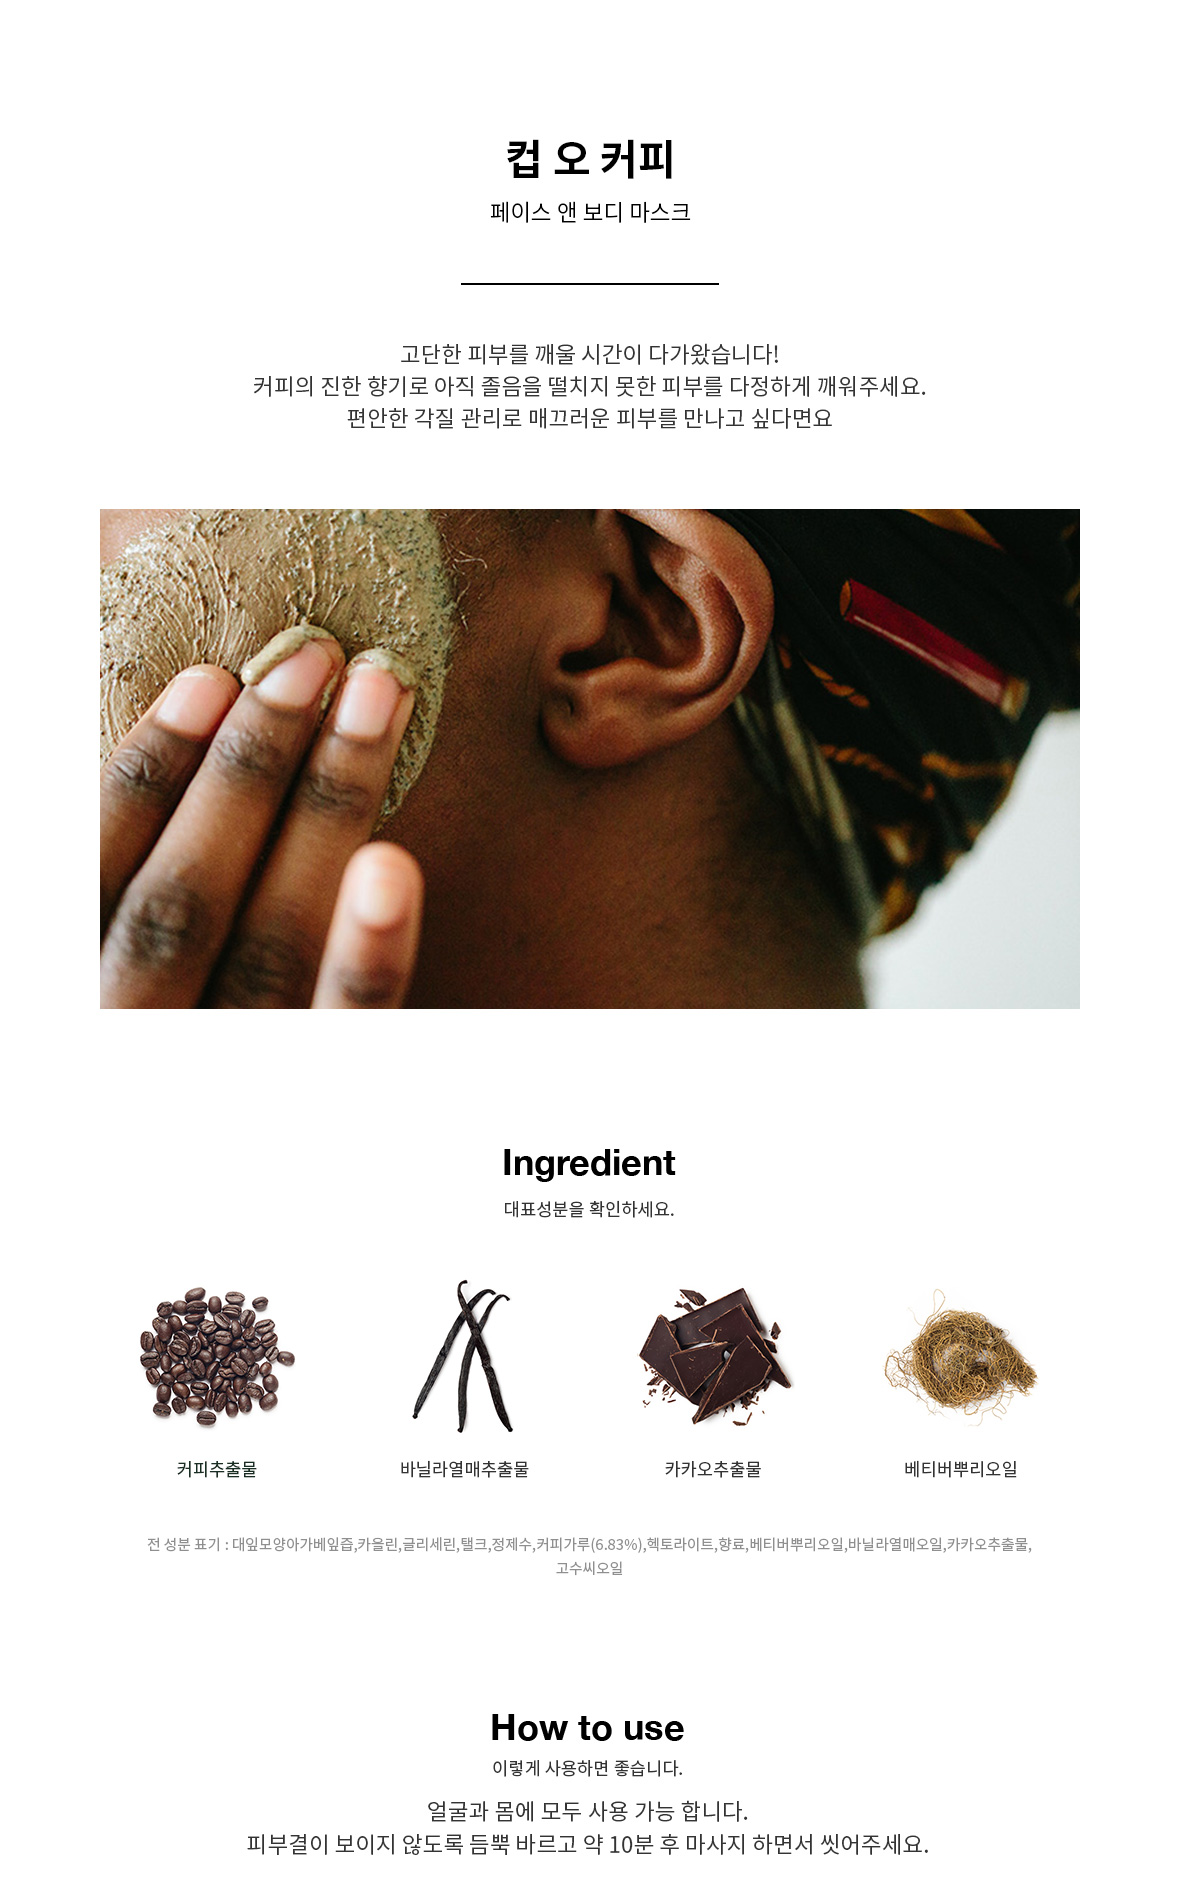 컵 오 커피
페이스 앤 보디 마스크
고단한 피부를 깨울 시간이 다가왔습니다!
커피의 진한 향기로 아직 졸음을 떨치지 못한 피부를 다정하게 깨워주세요.
편안한 각질 관리로 매끄러운 피부를 만나고 싶다면요
Ingredient
대표성분을 확인하세요.
커피추출물 바닐라열매추출물 카카오추출물 베티버뿌리오일
전 성분 표기 : 대잎모양아가베잎즙,카올린,글리세린,탤크,정제수,커피가루(6.83%),헥토라이트,향료,베티버뿌리오일,바닐라열매오일,카카오추출물,
고수씨오일
How to use
이렇게 사용하면 좋습니다.
얼굴과 몸에 모두 사용 가능 합니다.
피부결이 보이지 않도록 듬뿍 바르고 약 10분 후 마사지 하면서 씻어주세요.